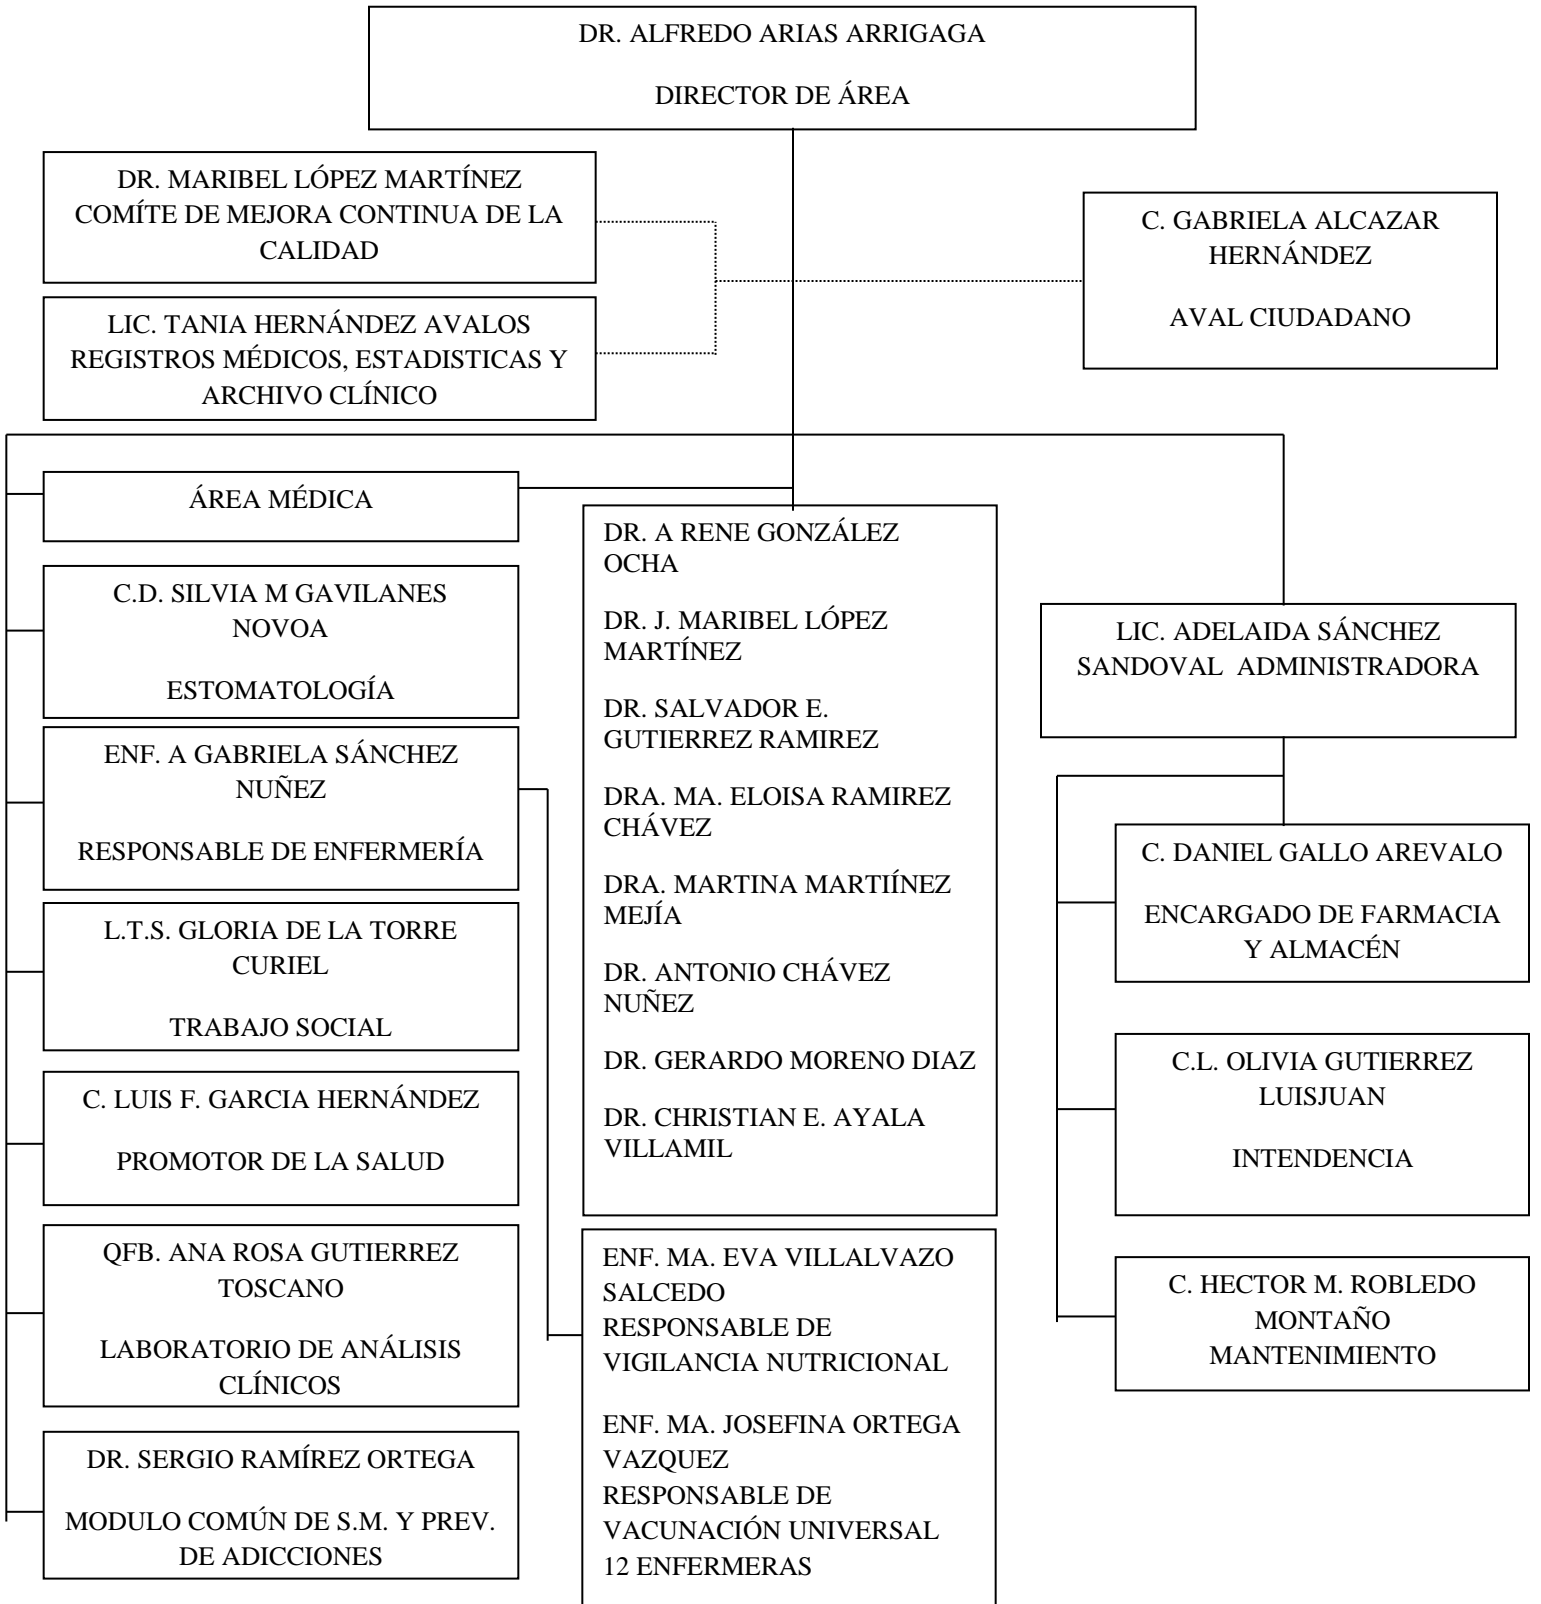 DR. ALFREDO ARIAS ARRIGAGA
DIRECTOR DE ÁREA
DR. MARIBEL LÓPEZ MARTÍNEZ
COMÍTE DE MEJORA CONTINUA DE LA
CALIDAD
C. GABRIELA ALCAZAR
HERNÁNDEZ
AVAL CIUDADANO
LIC. TANIA HERNÁNDEZ AVALOS
REGISTROS MÉDICOS, ESTADISTICAS Y
ARCHIVO CLÍNICO
ÁREA MÉDICA
C.D. SILVIA M GAVILANES
NOVOA
ESTOMATOLOGÍA
ENF. A GABRIELA SÁNCHEZ
NUÑEZ
RESPONSABLE DE ENFERMERÍA
L.T.S. GLORIA DE LA TORRE
CURIEL
TRABAJO SOCIAL
C. LUIS F. GARCIA HERNÁNDEZ
PROMOTOR DE LA SALUD
QFB. ANA ROSA GUTIERREZ
TOSCANO
LABORATORIO DE ANÁLISIS
CLÍNICOS
DR. SERGIO RAMÍREZ ORTEGA
MODULO COMÚN DE S.M. Y PREV.
DE ADICCIONES
DR. A RENE GONZÁLEZ
OCHA
DR. J. MARIBEL LÓPEZ
MARTÍNEZ
DR. SALVADOR E.
GUTIERREZ RAMIREZ
DRA. MA. ELOISA RAMIREZ
CHÁVEZ
DRA. MARTINA MARTIÍNEZ
MEJÍA
DR. ANTONIO CHÁVEZ
NUÑEZ
DR. GERARDO MORENO DIAZ
DR. CHRISTIAN E. AYALA
VILLAMIL
ENF. MA. EVA VILLALVAZO
SALCEDO
RESPONSABLE DE
VIGILANCIA NUTRICIONAL
ENF. MA. JOSEFINA ORTEGA
VAZQUEZ
RESPONSABLE DE
VACUNACIÓN UNIVERSAL
12 ENFERMERAS
LIC. ADELAIDA SÁNCHEZ
SANDOVAL  ADMINISTRADORA
C. DANIEL GALLO AREVALO
ENCARGADO DE FARMACIA
Y ALMACÉN
C.L. OLIVIA GUTIERREZ
LUISJUAN
INTENDENCIA
C. HECTOR M. ROBLEDO
MONTAÑO
MANTENIMIENTO